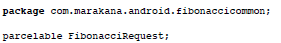 package com.marakana.android.fibonaccicommon;
parcelable FibonacciRequest;